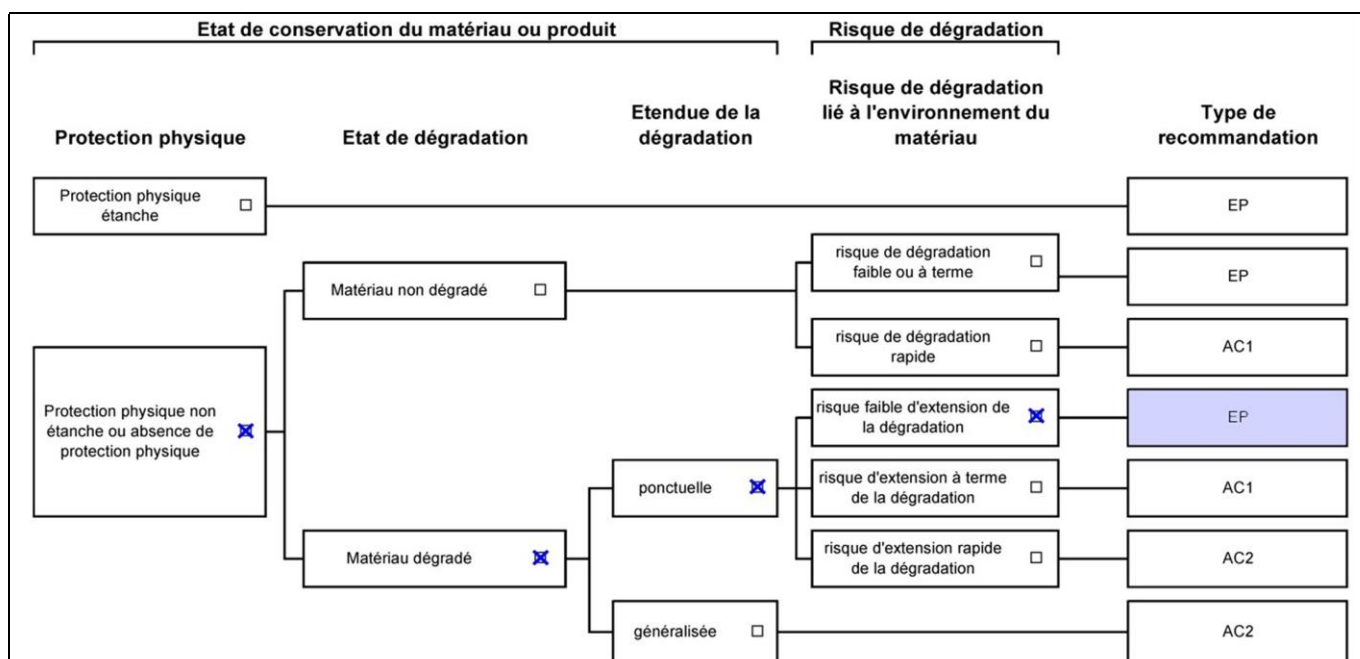 Etat de conservation du matériau ou produit
Risque de dégradation
Protection physique
Etat de dégradation
Etendue de la
dégradation
Risque de dégradation
lié à l'environnement du
matériau
Type de
recommandation
Protection physique
étanche
EP
Matériau non dégradé
risque de dégradation
faible ou à terme
EP
risque de dégradation
rapide
AC1
Protection physique non
étanche ou absence de
protection physique
risque faible d'extension de
la dégradation
EP
ponctuelle
risque d'extension à terme
de la dégradation
AC1
Matériau dégradé
risque d'extension rapide
de la dégradation
AC2
généralisée
AC2